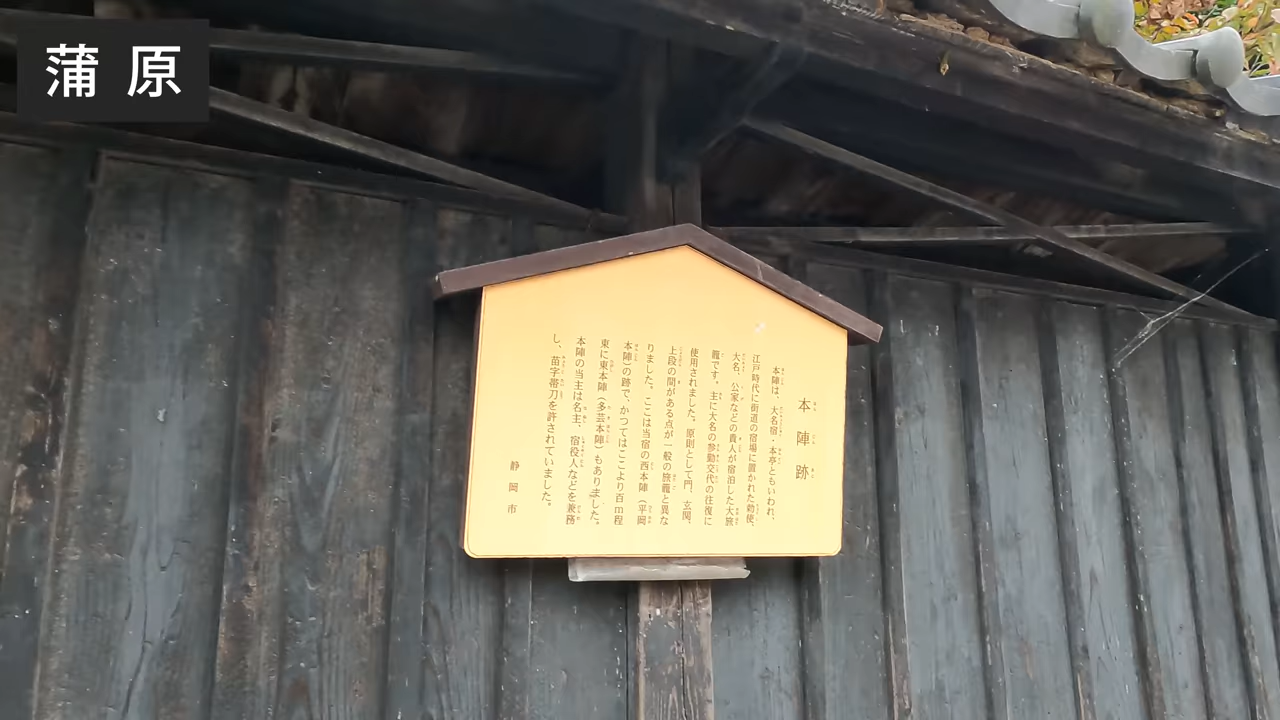 蒲原
本陣跡
本陣は、大名宿・本亭ともいわれ、
江戸時代に街道の宿場に置かれた勅使、
大名、公家などの貴人が宿泊した大旅
籠です。主に大名の参勤交代の往復に
使用されました。原則として門、玄関、
上段の間がある点が一般の旅籠と異な
りました。ここは当宿の西本陣（平岡
本陣）の跡で、かつてはここより百m程
東に東本陣（多芸本陣）もありました。
本陣の当主は名主、宿役人などを兼務
し、苗字帯刀を許されていました。
静岡市